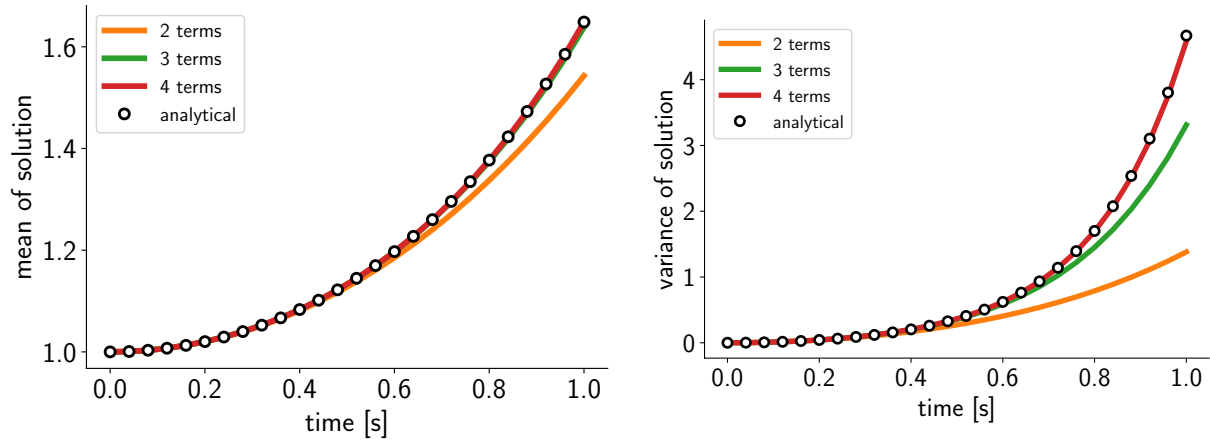 2 terms
3 terms
4 terms
analytical
mean of solution
1.6
1.4
1.2
1.0
0.0 0.2 0.4 0.6 0.8 1.0
time [s]
2 terms
3 terms
4 terms
analytical
variance of solution
4
3
2
1
0
0.0 0.2 0.4 0.6 0.8 1.0
time [s]